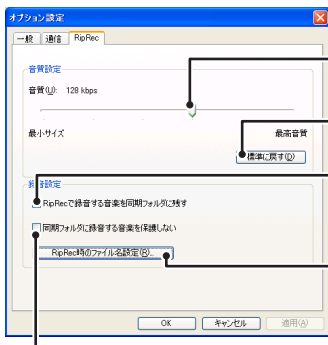 オプション設定
一般 通信 RipRec
音質設定
音質(U): 128 kbps
最小サイズ 最高音質
標準に戻す(D)
録音設定
RipRecで録音する音楽を同期フォルダに残す
同期フォルダに録音する音楽を保護しない
RipRec時のファイル名設定(R)...
OK キャンセル 適用(A)